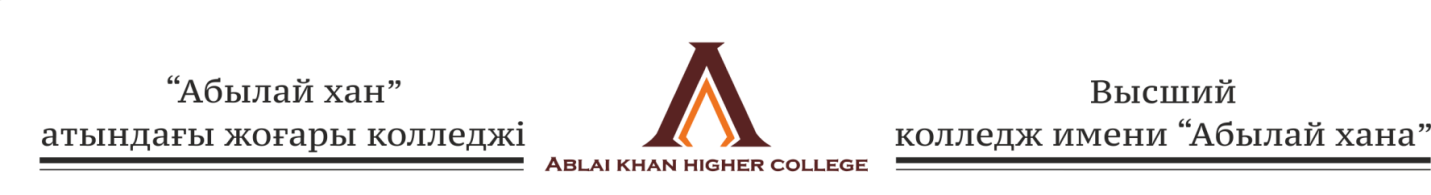 “Абылай хан”
атындағы жоғары колледжі
ABLAI KHAN HIGHER COLLEGE
Высший
колледж имени “Абылай хана”